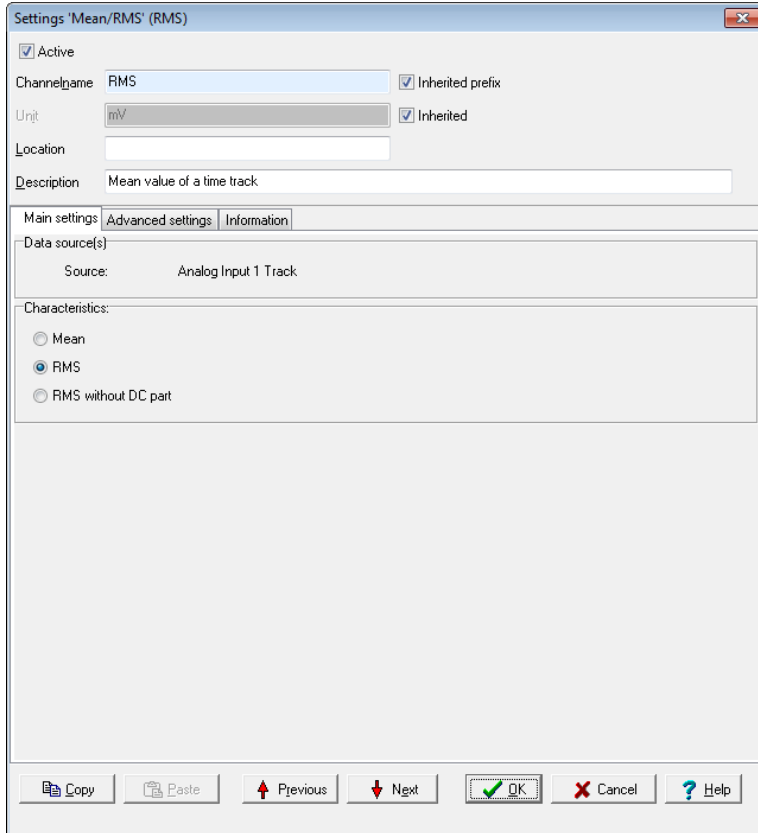 Settings 'Mean/RMS' (RMS)
Active
Channelname RMS Inherited prefix
Unit mV Inherited
Location
Description Mean value of a time track
Main settings Advanced settings Information
Data source(s)
Source: Analog Input 1 Track
Characteristics:
Mean
RMS
RMS without DC part
Copy Paste Previous Next OK Cancel ? Help